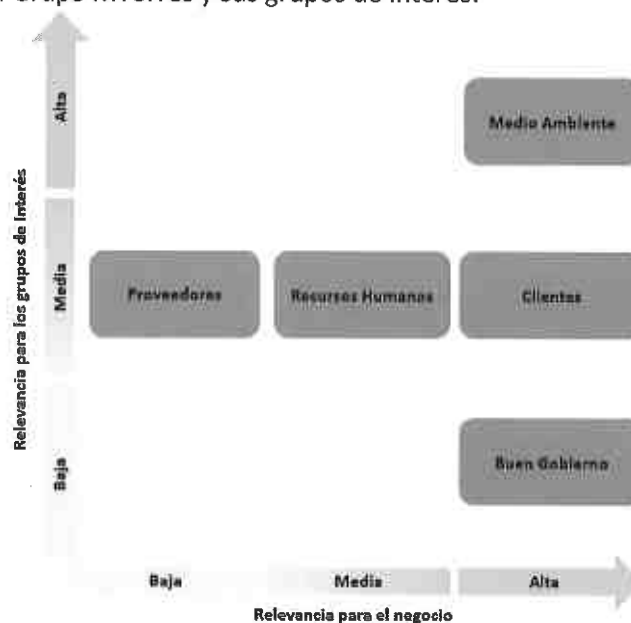 Grupo Inverfes y sus grupos de interés.
Alta
Medio Ambiente
Relevancia para los grupos de interés
Media
Proveedores
Recursos Humanos
Clientes
Baja
Buen Gobierno
Baja
Media
Alta
Relevancia para el negocio